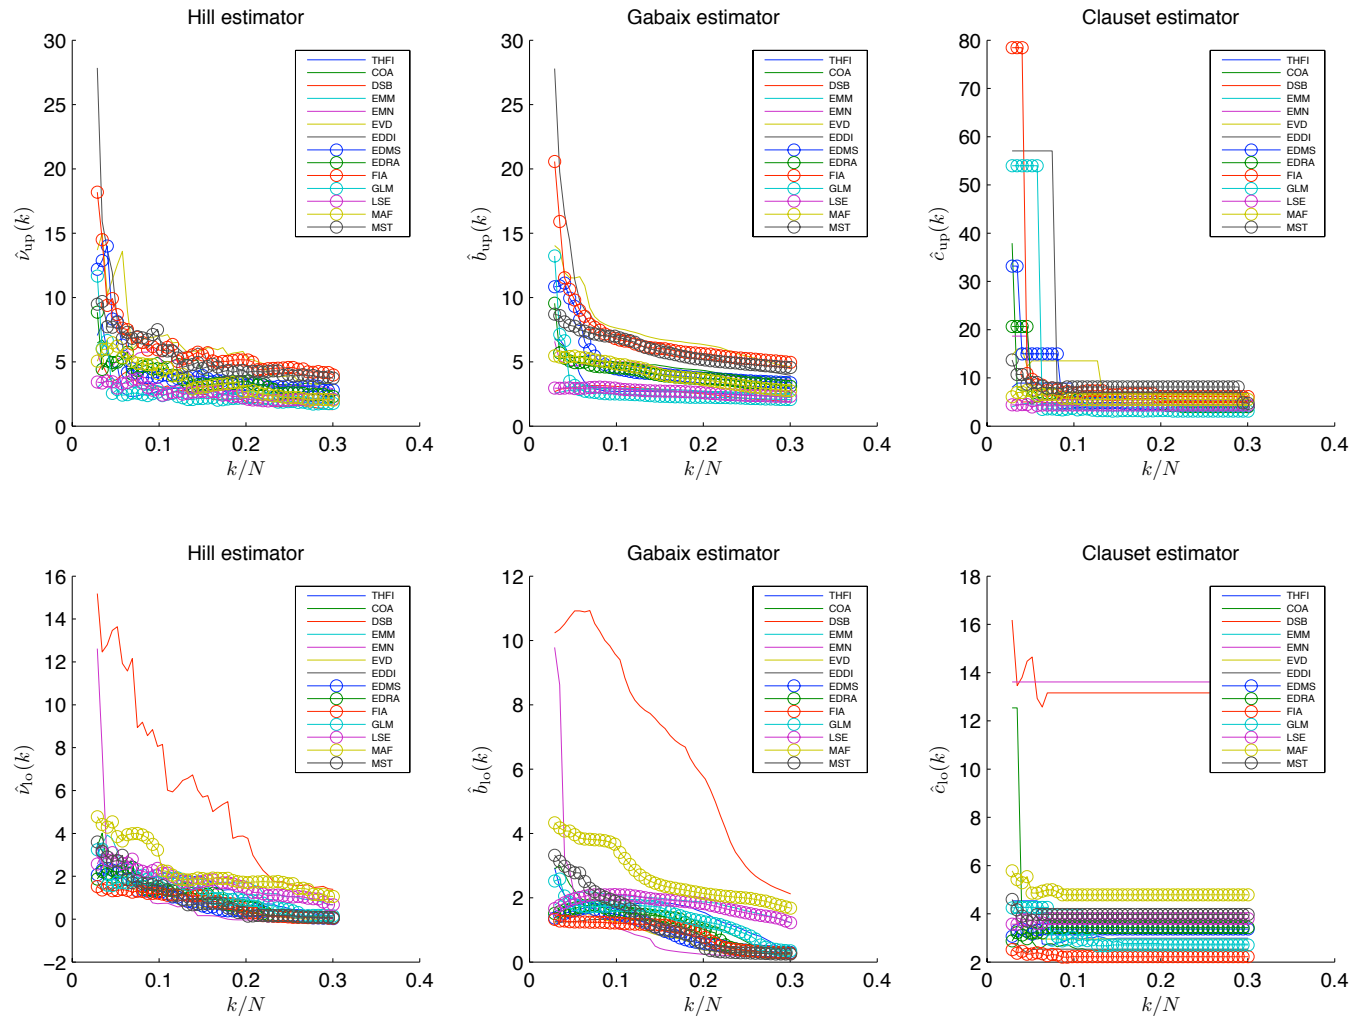 Hill estimator
30
25
20
15
10
5
0
0
0.1
0.2
0.3
0.4
k/N
ν̂up(k)
THFI
COA
DSB
EMM
EMN
EVD
EDDI
EDMS
EDRA
FIA
GLM
LSE
MAF
MST
Gabaix estimator
30
25
20
15
10
5
0
0
0.1
0.2
0.3
0.4
k/N
b̂up(k)
THFI
COA
DSB
EMM
EMN
EVD
EDDI
EDMS
EDRA
FIA
GLM
LSE
MAF
MST
Clauset estimator
80
70
60
50
40
30
20
10
0
0
0.1
0.2
0.3
0.4
k/N
ĉup(k)
THFI
COA
DSB
EMM
EMN
EVD
EDDI
EDMS
EDRA
FIA
GLM
LSE
MAF
MST
Hill estimator
16
14
12
10
8
6
4
2
0
−2
0
0.1
0.2
0.3
0.4
k/N
ν̂lo(k)
THFI
COA
DSB
EMM
EMN
EVD
EDDI
EDMS
EDRA
FIA
GLM
LSE
MAF
MST
Gabaix estimator
12
10
8
6
4
2
0
0
0.1
0.2
0.3
0.4
k/N
b̂lo(k)
THFI
COA
DSB
EMM
EMN
EVD
EDDI
EDMS
EDRA
FIA
GLM
LSE
MAF
MST
Clauset estimator
18
16
14
12
10
8
6
4
2
0
0.1
0.2
0.3
0.4
k/N
ĉlo(k)
THFI
COA
DSB
EMM
EMN
EVD
EDDI
EDMS
EDRA
FIA
GLM
LSE
MAF
MST